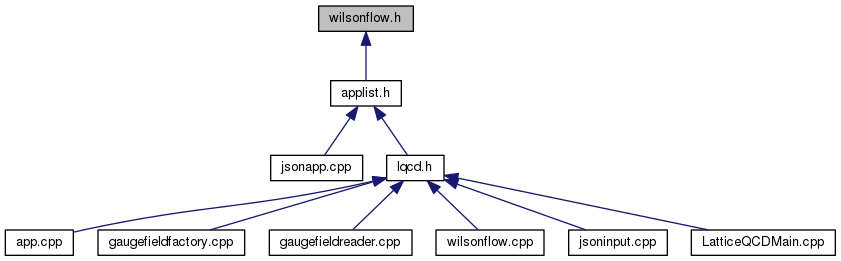 wilsonflow.h
applist.h
jsonapp.cpp
lqcd.h
app.cpp
gaugefieldfactory.cpp
gaugefieldreader.cpp
wilsonflow.cpp
jsoninput.cpp
LatticeQCDMain.cpp